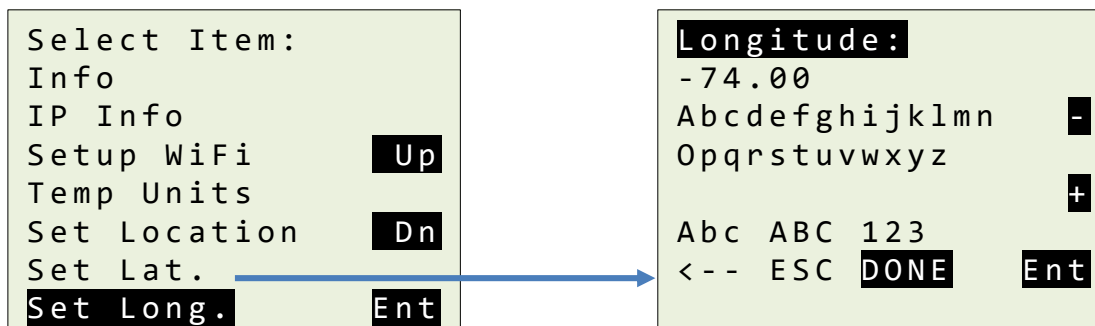 Select Item:
Info
IP Info
Setup WiFi Up
Temp Units
Set Location Dn
Set Lat.
Set Long. Ent
Longitude:
-74.00
Abcdefghijklmn -
Opqrstuvwxyz
+
Abc ABC 123
<-- ESC DONE Ent